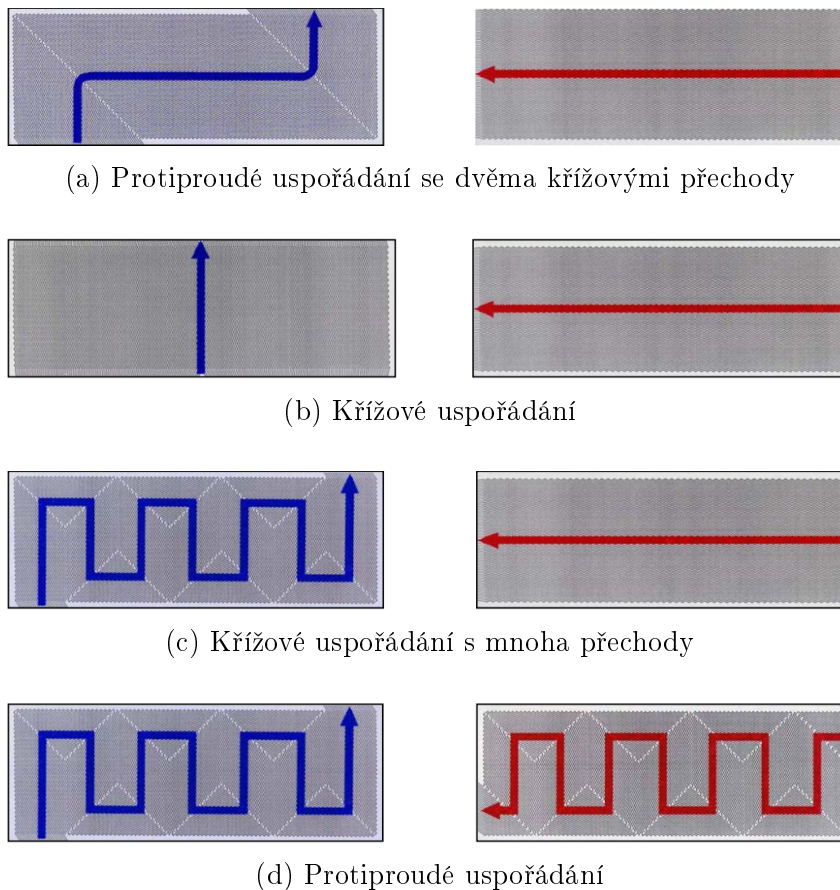 (a) Protiproudé uspořádání se dvěma křížovými přechody
(b) Křížové uspořádání
(c) Křížové uspořádání s mnoha přechody
(d) Protiproudé uspořádání